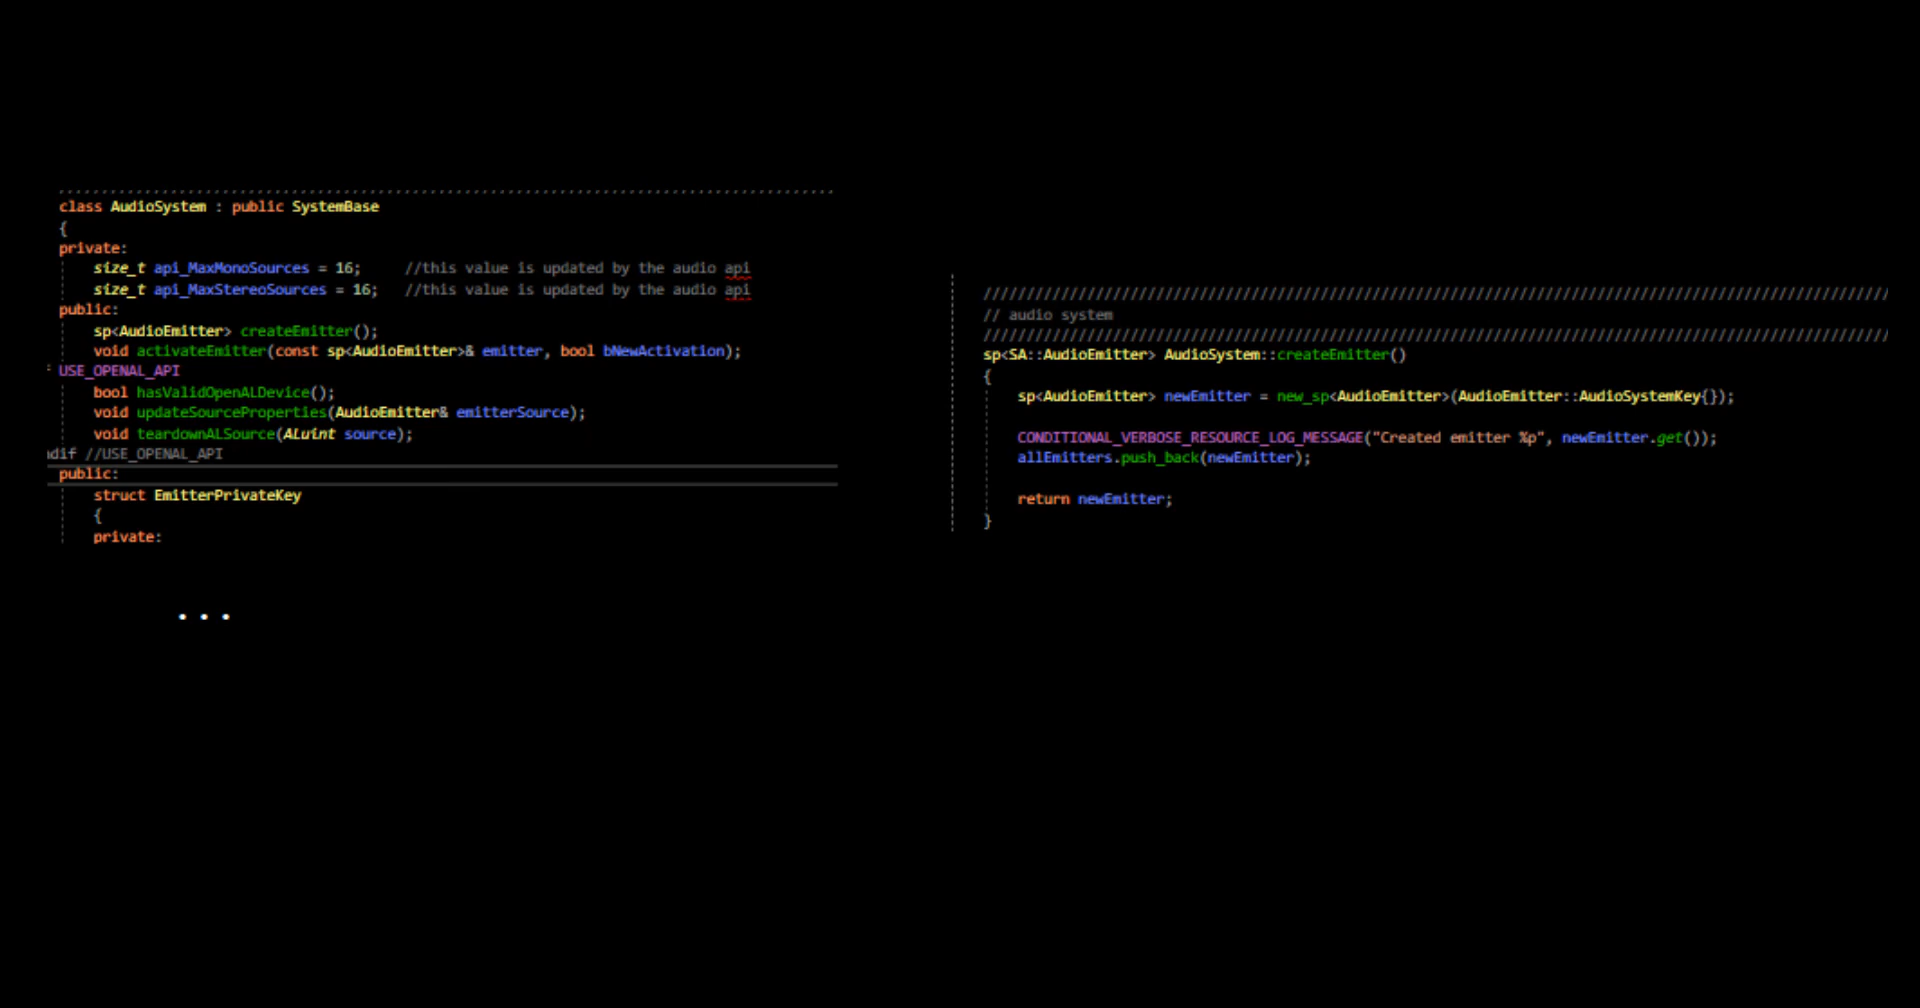 class AudioSystem : public SystemBase
{
private:
size_t api_MaxMonoSources = 16; //this value is updated by the audio api
size_t api_MaxStereoSources = 16; //this value is updated by the audio api
public:
sp<AudioEmitter> createEmitter();
void activateEmitter(const sp<AudioEmitter>& emitter, bool bNewActivation);
USE_OPENAL_API
bool hasValidOpenALDevice();
void updateSourceProperties(AudioEmitter& emitterSource);
void teardownALSource(ALuint source);
dif //USE_OPENAL_API
public:
struct EmitterPrivateKey
{
private:
...
////////////////////////////////////////////////////////////////////////////////////////////////////////
// audio system
////////////////////////////////////////////////////////////////////////////////////////////////////////
sp<SA::AudioEmitter> AudioSystem::createEmitter()
{
sp<AudioEmitter> newEmitter = new_sp<AudioEmitter>(AudioEmitter::AudioSystemKey{});
CONDITIONAL_VERBOSE_RESOURCE_LOG_MESSAGE("Created emitter %p", newEmitter.get());
allEmitters.push_back(newEmitter);
return newEmitter;
}